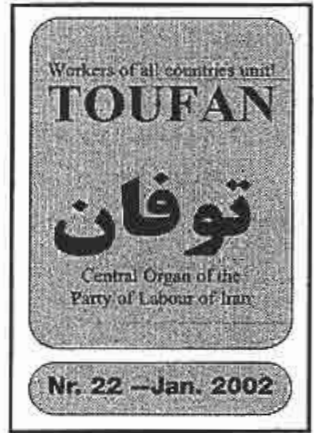 Workers of all countries unit!
TOUFAN
توفان
Central Organ of the
Party of Labour of Iran
Nr. 22 —Jan. 2002